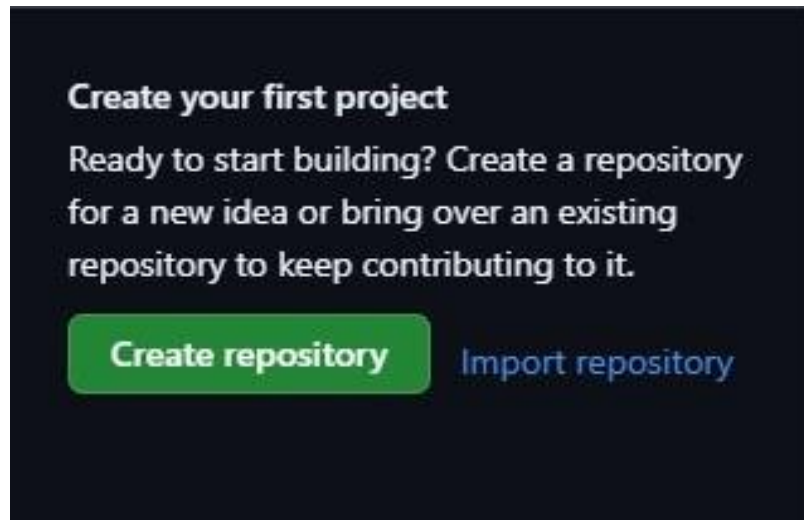 Create your first project
Ready to start building? Create a repository
for a new idea or bring over an existing
repository to keep contributing to it.
Create repository Import repository